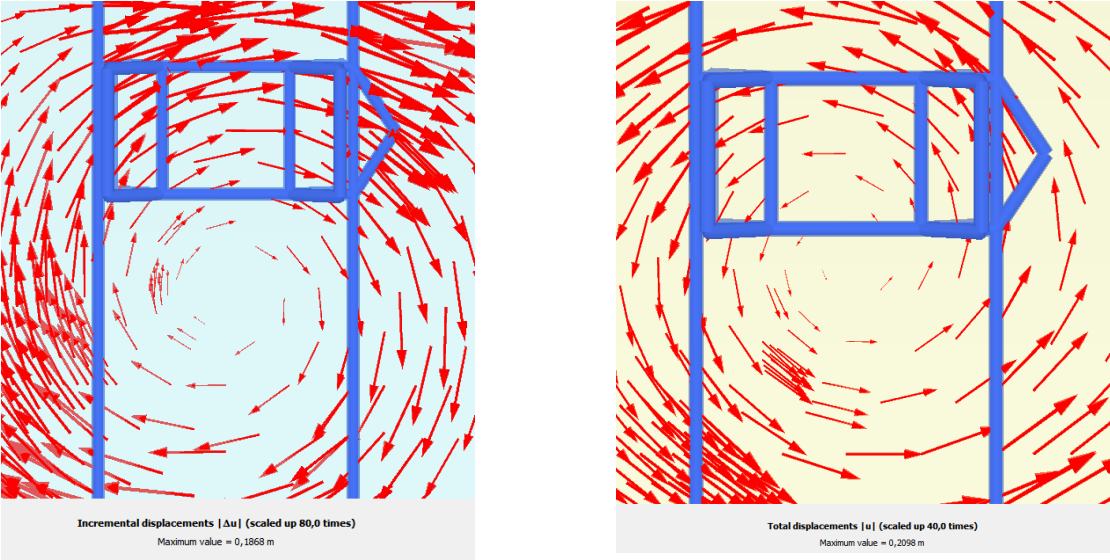 Incremental displacements |Δu| (scaled up 80,0 times)
Maximum value = 0,1868 m
Total displacements |u| (scaled up 40,0 times)
Maximum value = 0,2098 m